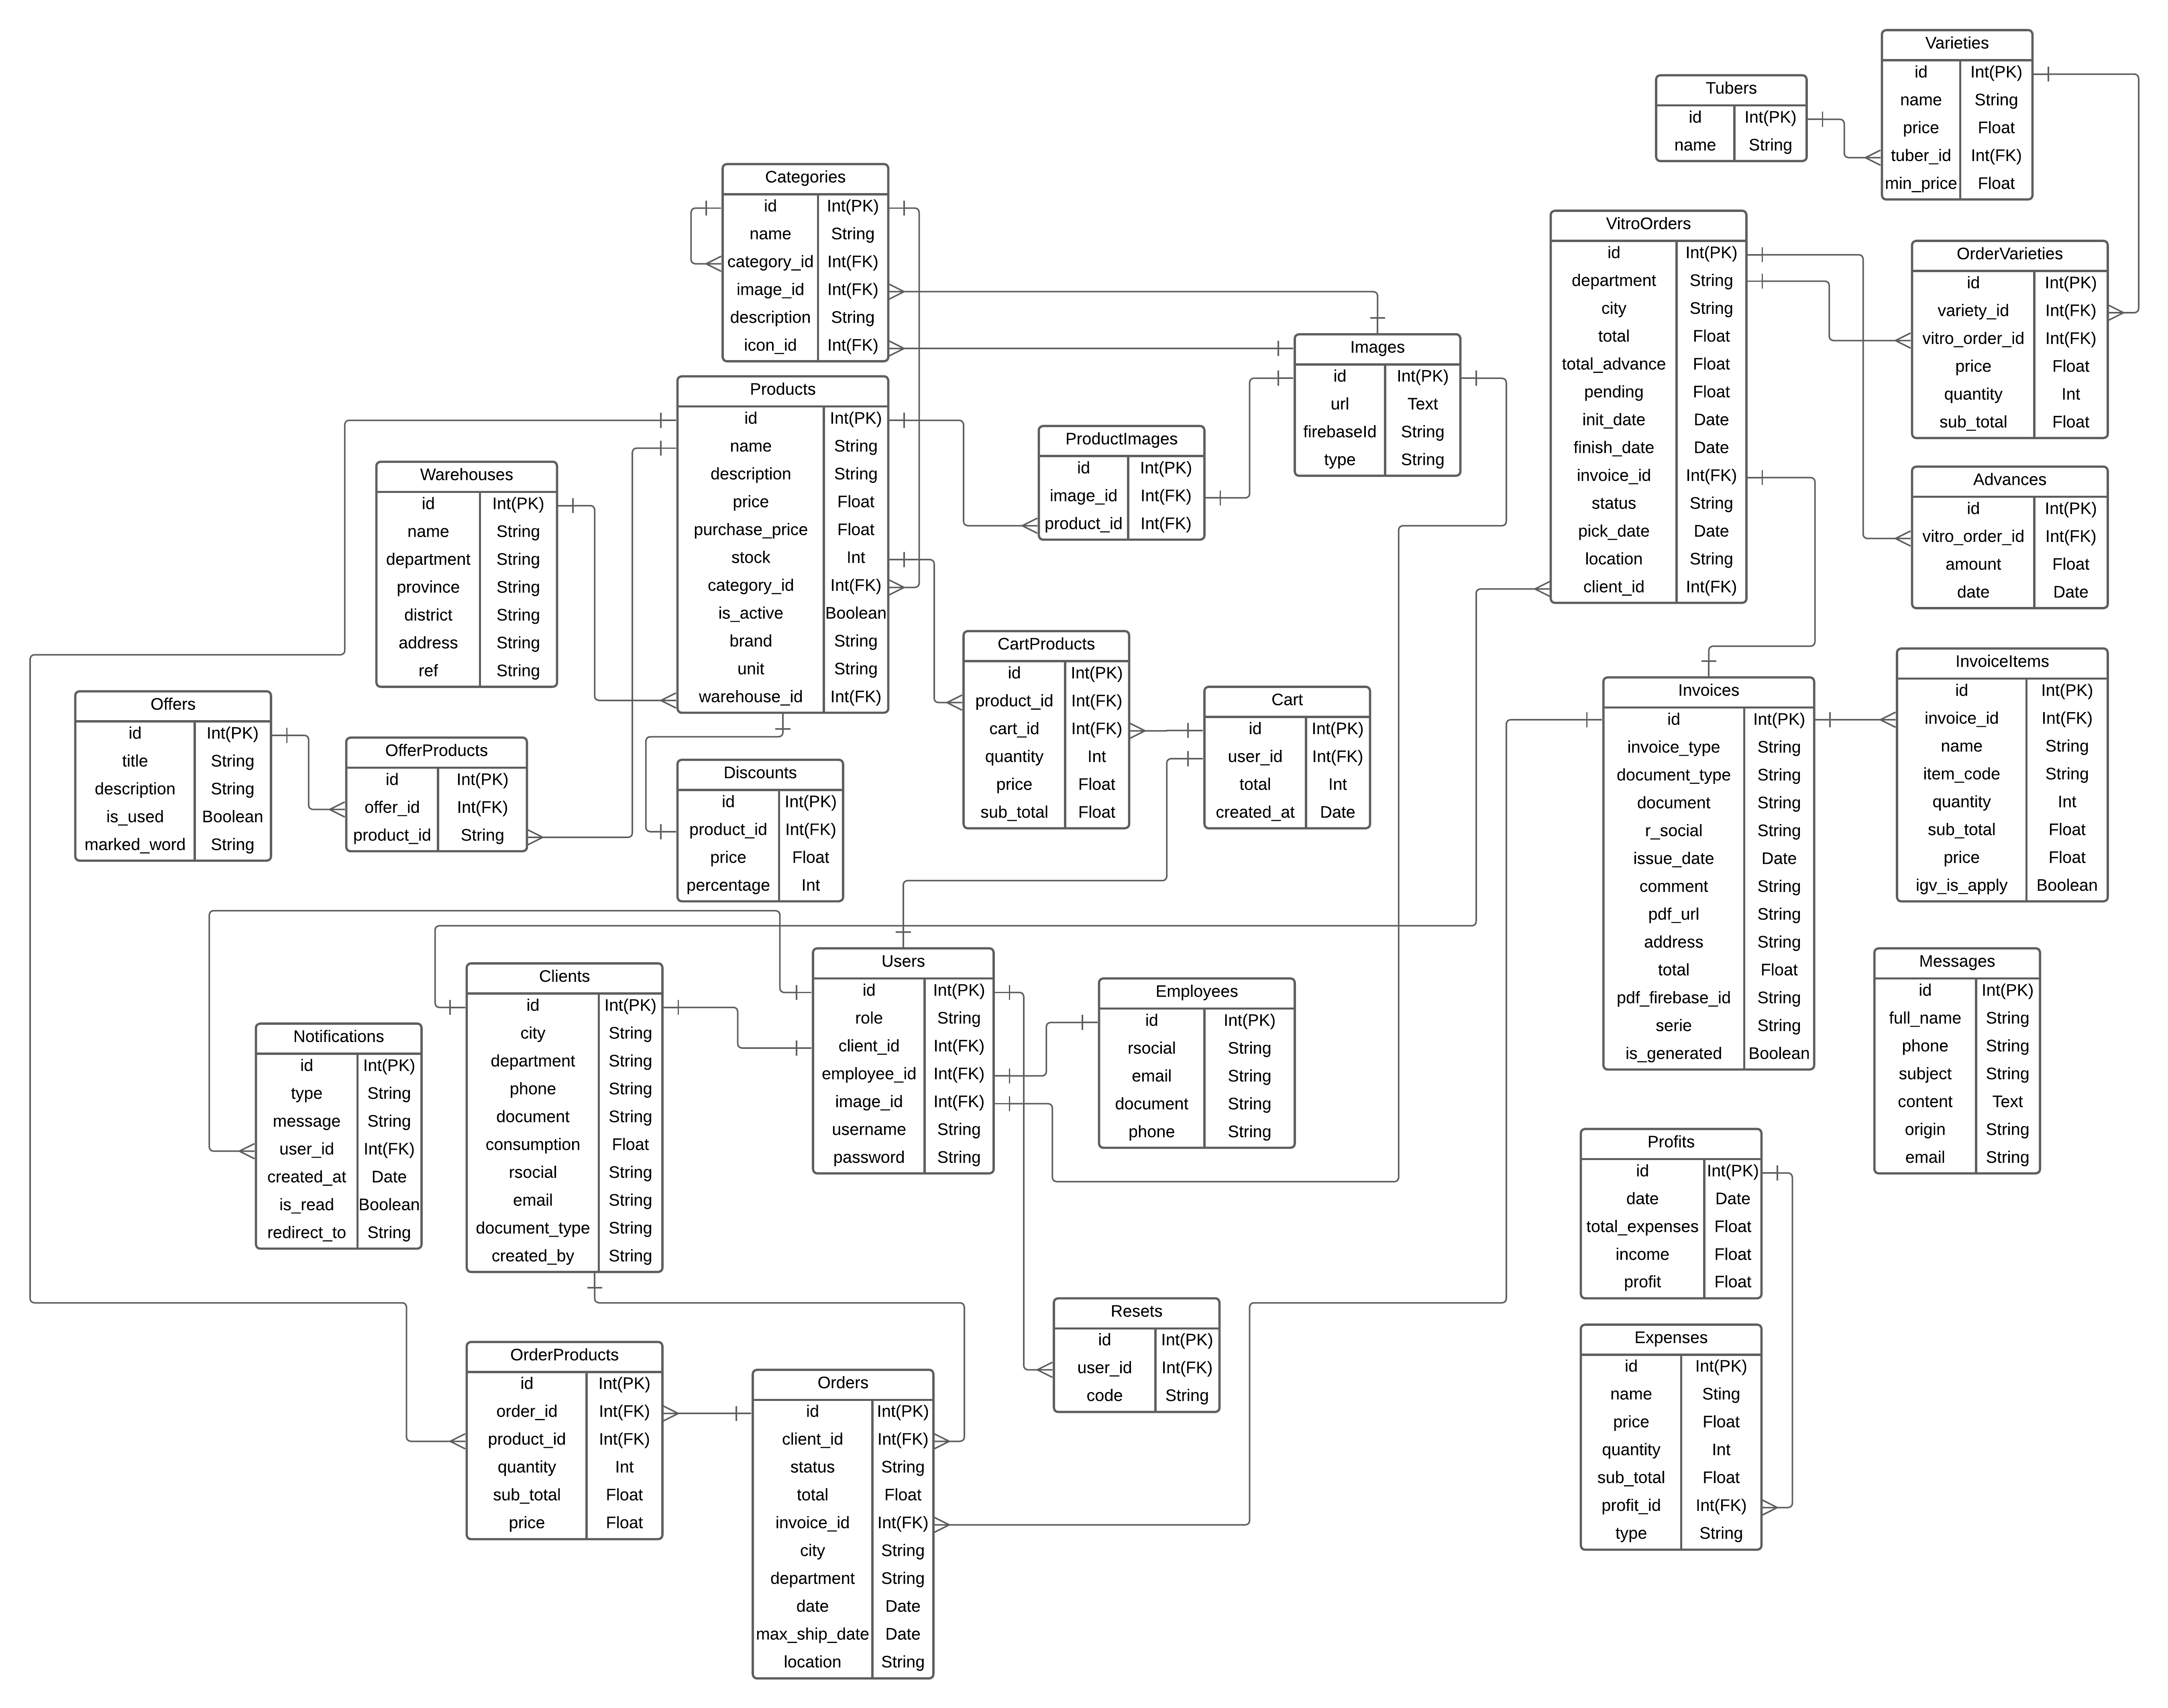 Varieties
id Int(PK)
name String
price Float
tuber_id Int(FK)
min_price Float
Tubers
id Int(PK)
name String
Categories
id Int(PK)
name String
category_id Int(FK)
image_id Int(FK)
description String
icon_id Int(FK)
VitroOrders
id Int(PK)
department String
city String
total Float
total_advance Float
pending Float
init_date Date
finish_date Date
invoice_id Int(FK)
status String
pick_date Date
location String
client_id Int(FK)
OrderVarieties
id Int(PK)
variety_id Int(FK)
vitro_order_id Int(FK)
price Float
quantity Int
sub_total Float
Images
id Int(PK)
url Text
firebaseId String
type String
Products
id Int(PK)
name String
description String
price Float
purchase_price Float
stock Int
category_id Int(FK)
is_active Boolean
brand String
unit String
warehouse_id Int(FK)
ProductImages
id Int(PK)
image_id Int(FK)
product_id Int(FK)
Warehouses
id Int(PK)
name String
department String
province String
district String
address String
ref String
Advances
id Int(PK)
vitro_order_id Int(FK)
amount Float
date Date
CartProducts
id Int(PK)
product_id Int(FK)
cart_id Int(FK)
quantity Int
price Float
sub_total Float
Cart
id Int(PK)
user_id Int(FK)
total Int
created_at Date
Invoices
id Int(PK)
invoice_type String
document_type String
document String
r_social String
issue_date Date
comment String
pdf_url String
address String
total Float
pdf_firebase_id String
serie String
is_generated Boolean
InvoiceItems
id Int(PK)
invoice_id Int(FK)
name String
item_code String
quantity Int
sub_total Float
price Float
igv_is_apply Boolean
Offers
id Int(PK)
title String
description String
is_used Boolean
marked_word String
OfferProducts
id Int(PK)
offer_id Int(FK)
product_id String
Discounts
id Int(PK)
product_id Int(FK)
price Float
percentage Int
Users
id Int(PK)
role String
client_id Int(FK)
employee_id Int(FK)
image_id Int(FK)
username String
password String
Clients
id Int(PK)
city String
department String
phone String
document String
consumption Float
rsocial String
email String
document_type String
created_by String
Employees
id Int(PK)
rsocial String
email String
document String
phone String
Messages
id Int(PK)
full_name String
phone String
subject String
content Text
origin String
email String
Notifications
id Int(PK)
type String
message String
user_id Int(FK)
created_at Date
is_read Boolean
redirect_to String
Profits
id Int(PK)
date Date
total_expenses Float
income Float
profit Float
Resets
id Int(PK)
user_id Int(FK)
code String
Expenses
id Int(PK)
name Sting
price Float
quantity Int
sub_total Float
profit_id Int(FK)
type String
OrderProducts
id Int(PK)
order_id Int(FK)
product_id Int(FK)
quantity Int
sub_total Float
price Float
Orders
id Int(PK)
client_id Int(FK)
status String
total Float
invoice_id Int(FK)
city String
department String
date Date
max_ship_date Date
location String